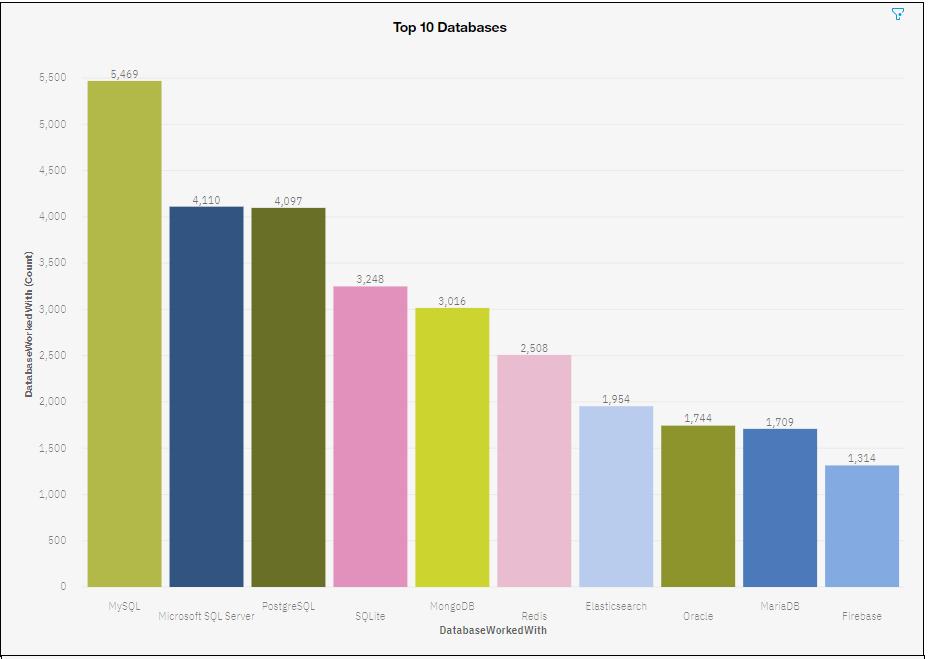 Top 10 Databases
5,500
5,000
4,500
4,000
3,500
3,000
2,500
2,000
1,500
1,000
500
0
DatabaseWorkedWith (Count)
5,469
4,110
4,097
3,248
3,016
2,508
1,954
1,744
1,709
1,314
MySQL
Microsoft SQL Server
PostgreSQL
SQLite
MongoDB
Redis
Elasticsearch
Oracle
MariaDB
Firebase
DatabaseWorkedWith